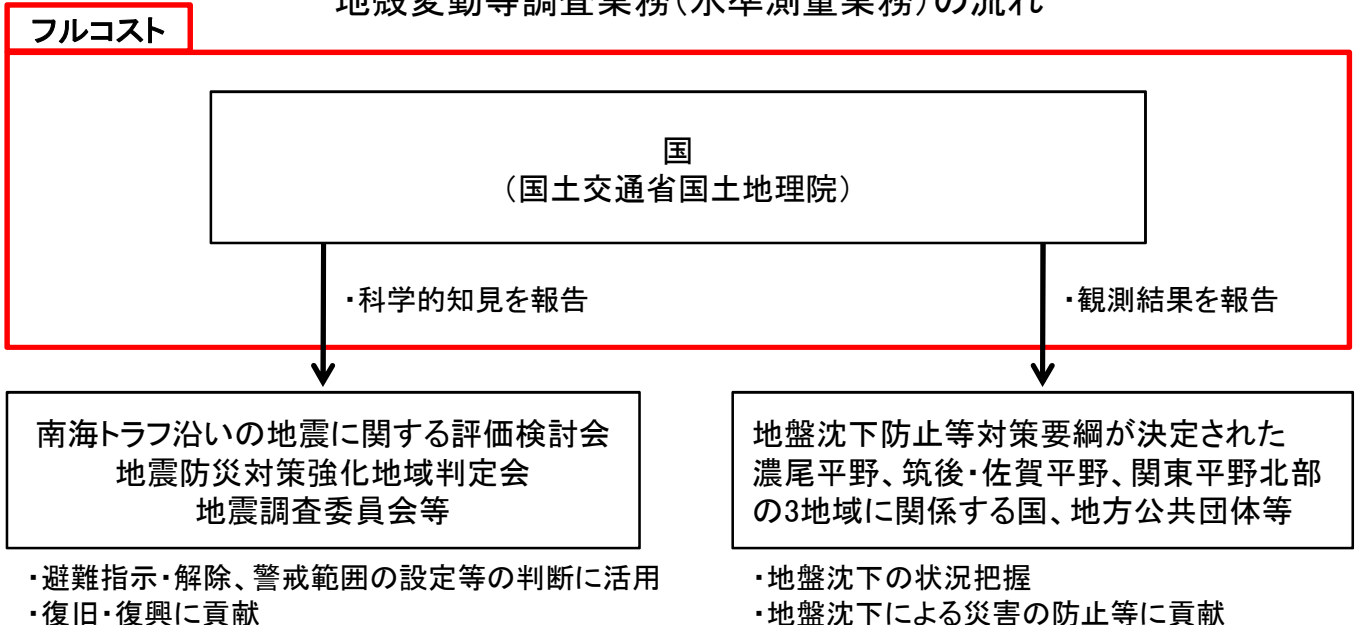 地殻変動等調査業務(水準測量業務)の流れ
フルコスト
国
(国土交通省国土地理院)
・科学的知見を報告
・観測結果を報告
南海トラフ沿いの地震に関する評価検討会
地震防災対策強化地域判定会
地震調査委員会等
地盤沈下防止等対策要綱が決定された
濃尾平野、筑後・佐賀平野、関東平野北部
の3地域に関係する国、地方公共団体等
・避難指示・解除、警戒範囲の設定等の判断に活用
・復旧・復興に貢献
・地盤沈下の状況把握
・地盤沈下による災害の防止等に貢献